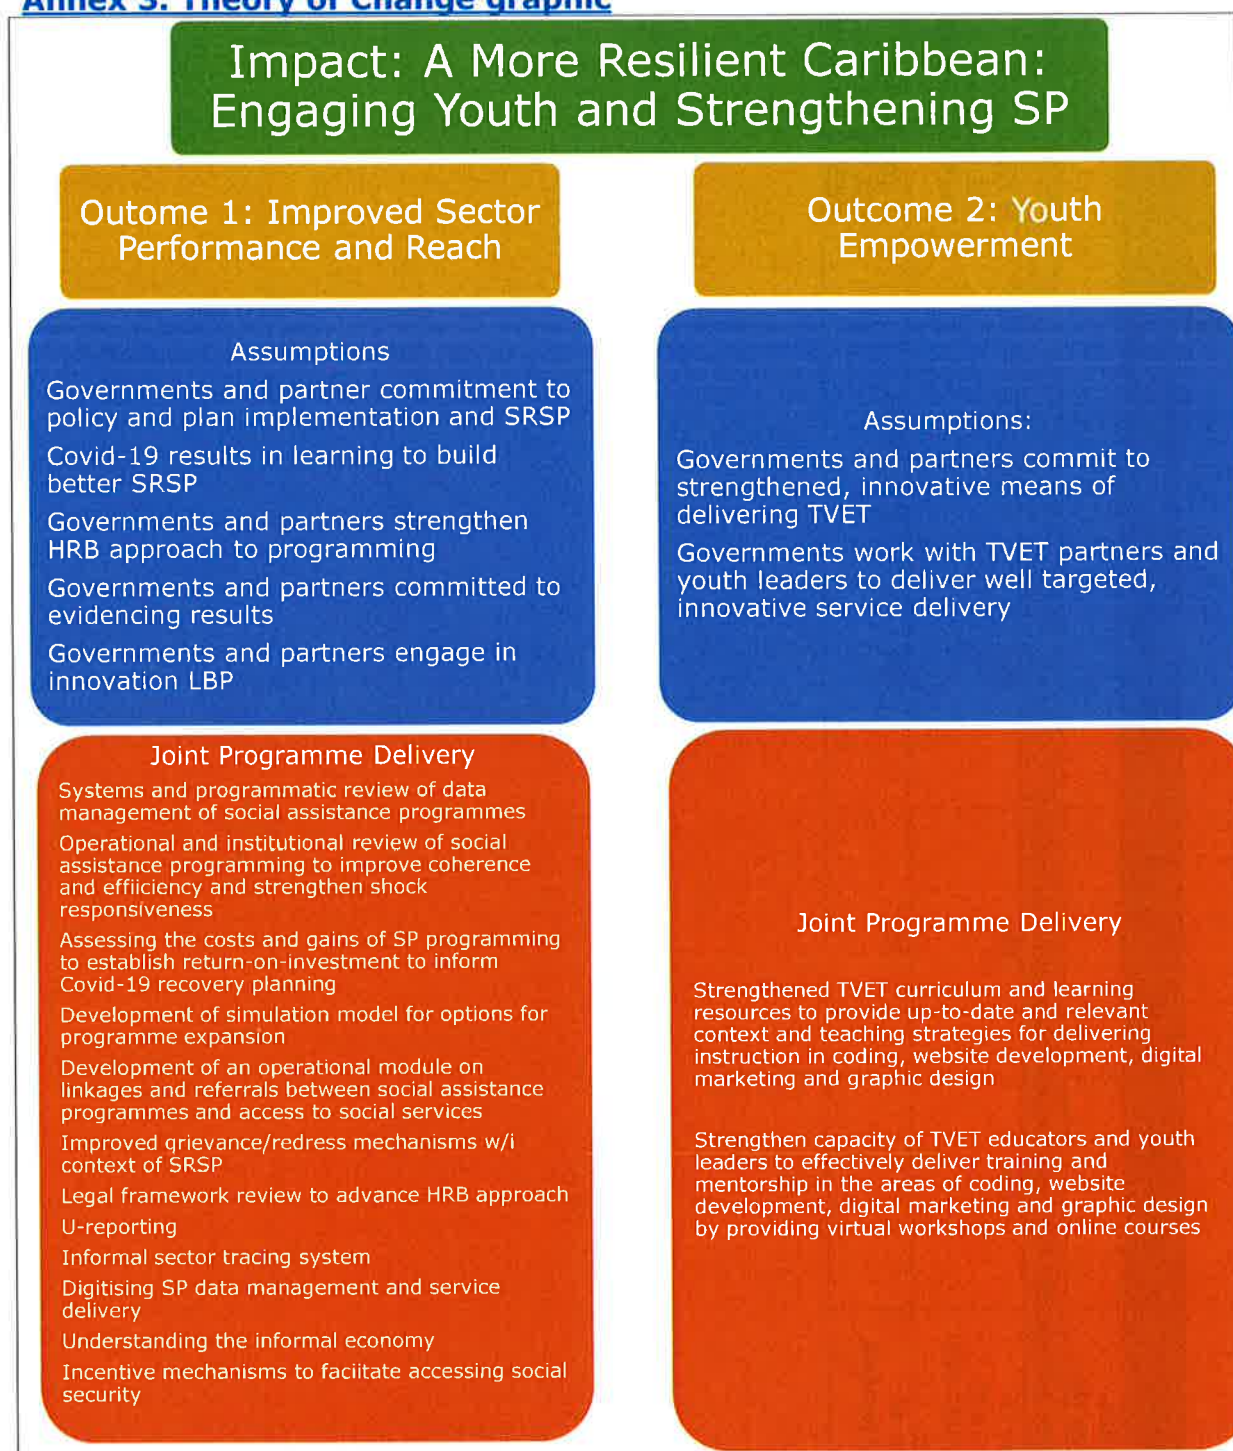 Annex 3: Theory of Change graphic
Impact: A More Resilient Caribbean:
Engaging Youth and Strengthening SP
Outome 1: Improved Sector
Performance and Reach
Assumptions
Governments and partner commitment to
policy and plan implementation and SRSP
Covid-19 results in learning to build
better SRSP
Governments and partners strengthen
HRB approach to programming
Governments and partners committed to
evidencing results
Governments and partners engage in
innovation LBP
Joint Programme Delivery
Systems and programmatic review of data
management of social assistance programmes
Operational and institutional review of social
assistance programming to improve coherence
and effiiciency and strengthen shock
responsiveness
Assessing the costs and gains of SP programming
to establish return-on-investment to inform
Covid-19 recovery planning
Development of simulation model for options for
programme expansion
Development of an operational module on
linkages and referrals between social assistance
programmes and access to social services
Improved grievance/redress mechanisms w/i
context of SRSP
Legal framework review to advance HRB approach
U-reporting
Informal sector tracing system
Digitising SP data management and service
delivery
Understanding the informal economy
Incentive mechanisms to faciitate accessing social
security
Outcome 2: Youth
Empowerment
Assumptions:
Governments and partners commit to
strengthened, innovative means of
delivering TVET
Governments work with TVET partners and
youth leaders to deliver well targeted,
innovative service delivery
Joint Programme Delivery
Strengthened TVET curriculum and learning
resources to provide up-to-date and relevant
context and teaching strategies for delivering
instruction in coding, website development, digital
marketing and graphic design
Strengthen capacity of TVET educators and youth
leaders to effectively deliver training and
mentorship in the areas of coding, website
development, digital marketing and graphic design
by providing virtual workshops and online courses